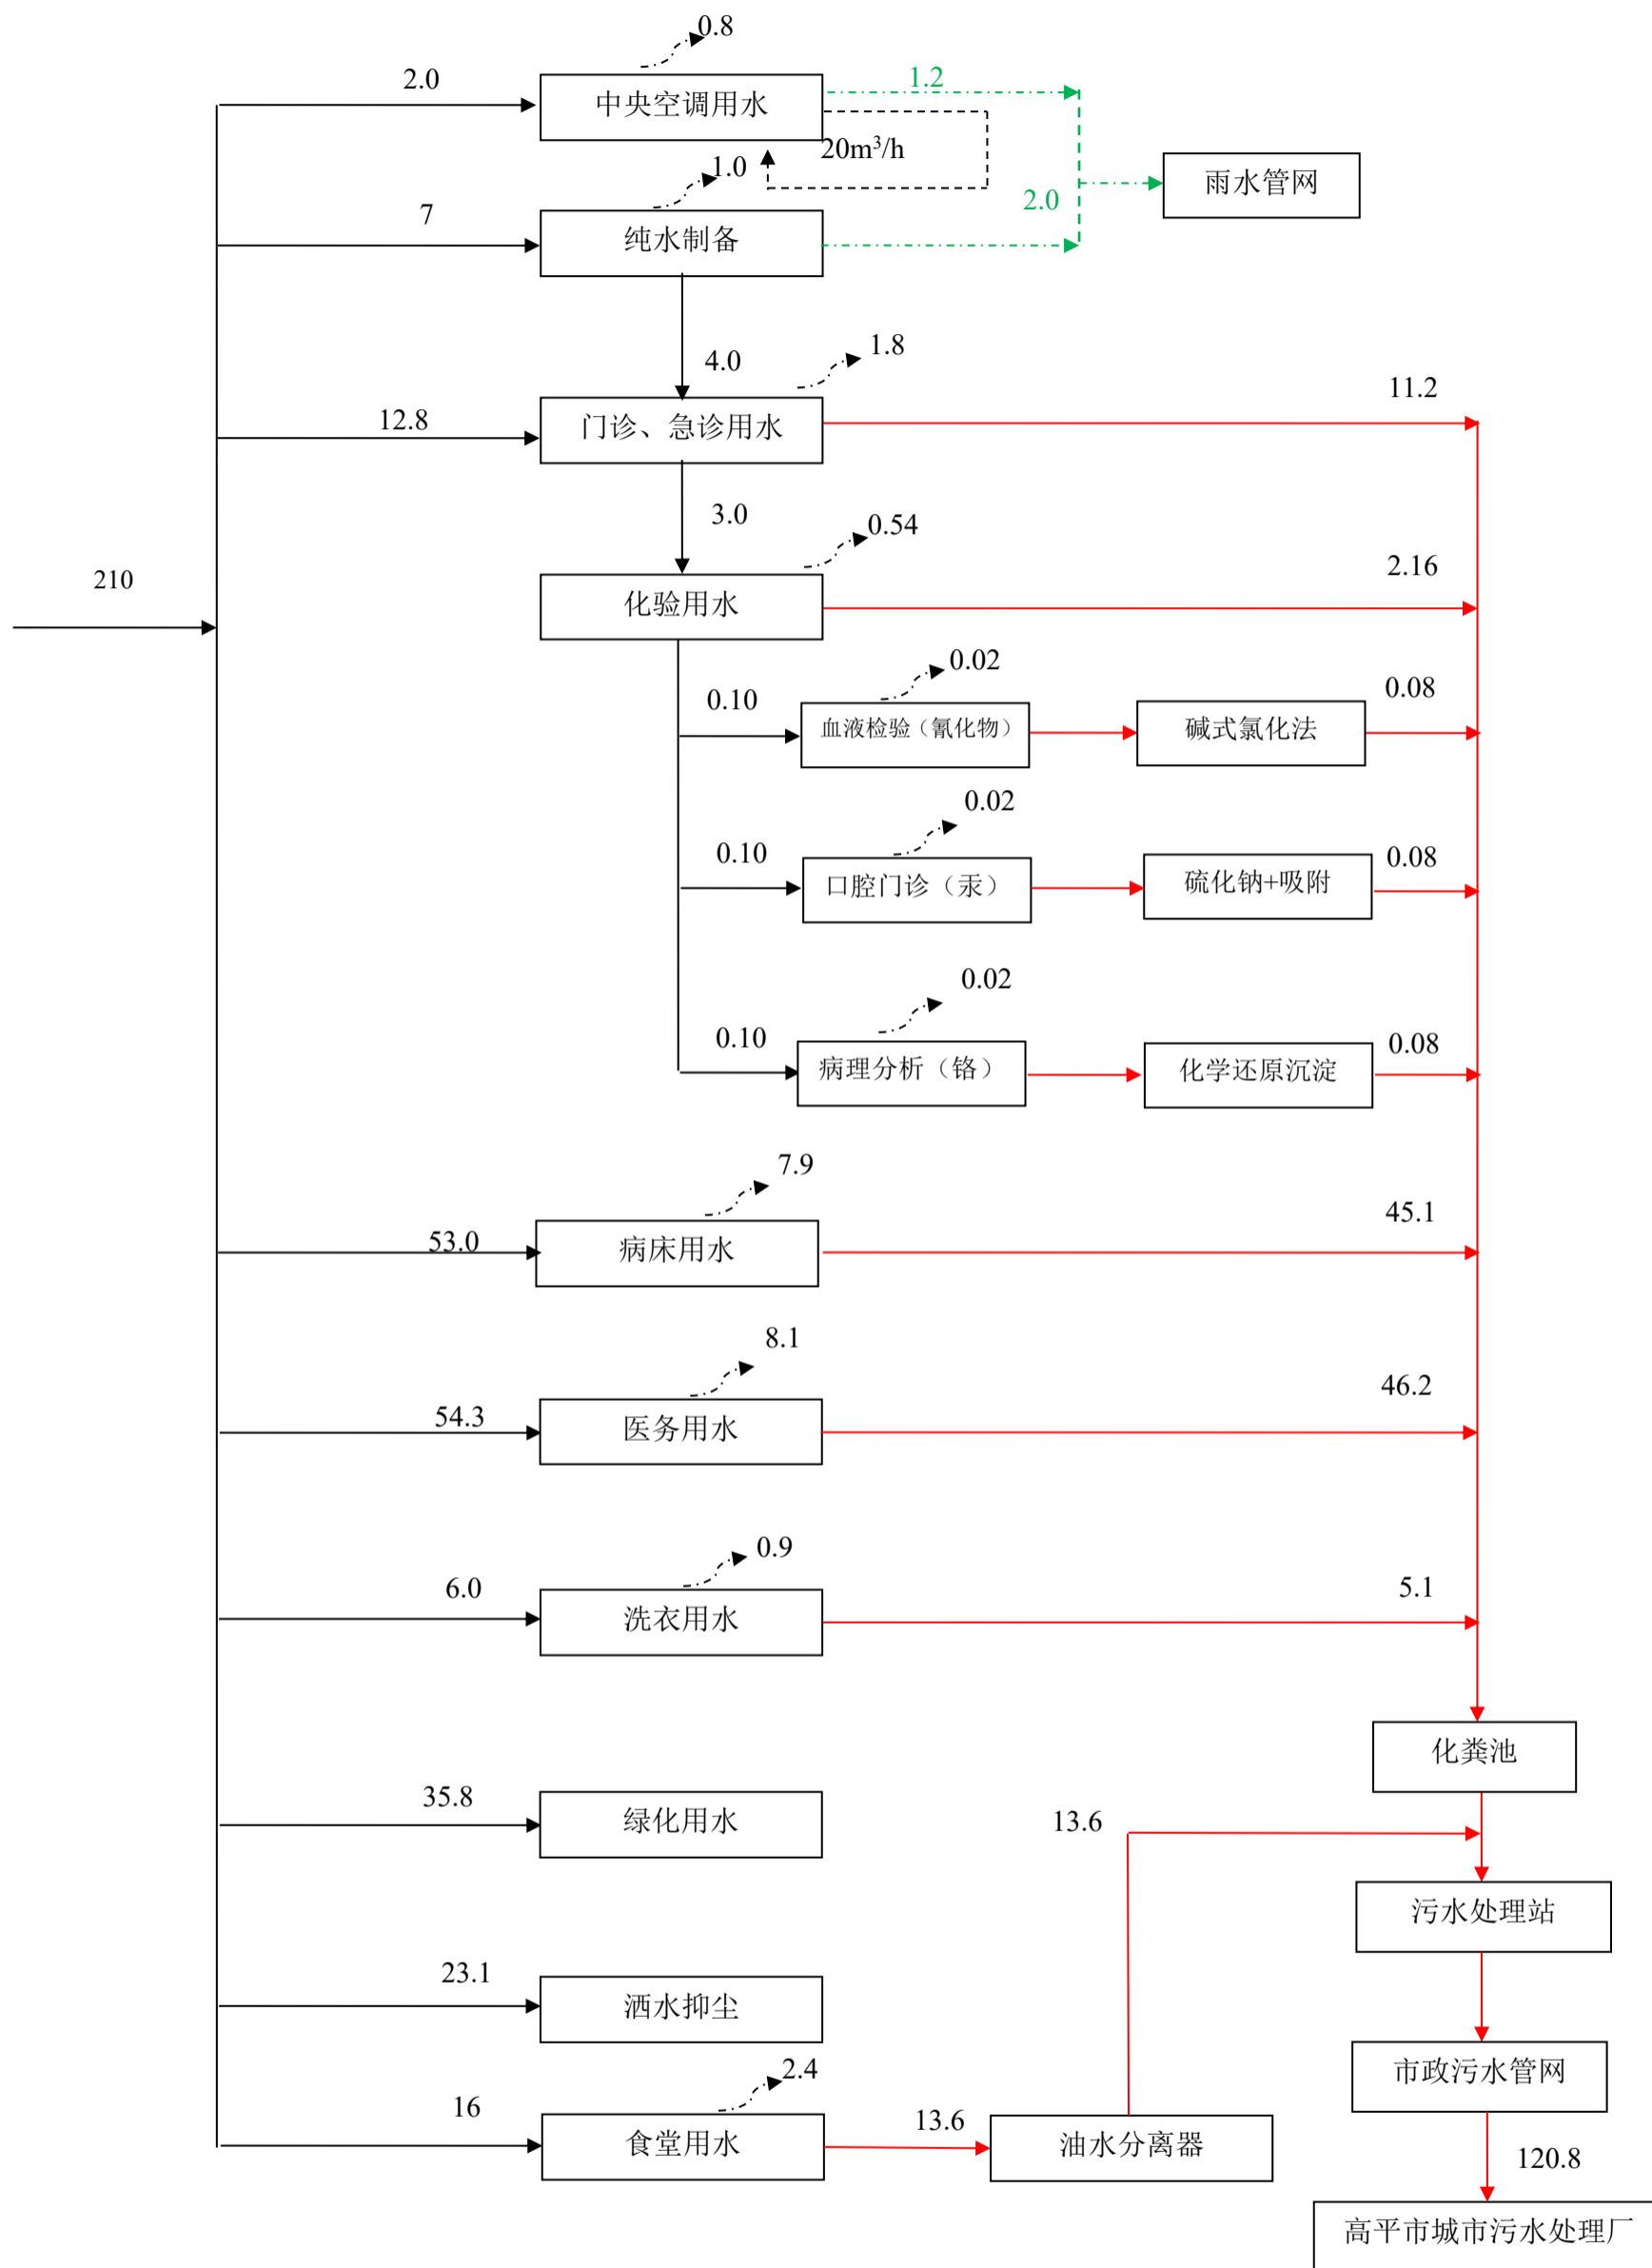 0.8
2.0
中央空调用水
1.2
20m³/h
1.0
7
纯水制备
2.0
雨水管网
4.0
1.8
12.8
门诊、急诊用水
11.2
3.0
0.54
210
化验用水
2.16
0.02
0.10
血液检验（氰化物）
碱式氯化法
0.08
0.02
0.10
口腔门诊（汞）
硫化钠+吸附
0.08
0.02
0.10
病理分析（铬）
化学还原沉淀
0.08
7.9
53.0
病床用水
45.1
8.1
54.3
医务用水
46.2
0.9
6.0
洗衣用水
5.1
化粪池
35.8
绿化用水
13.6
污水处理站
23.1
洒水抑尘
市政污水管网
2.4
16
食堂用水
13.6
油水分离器
120.8
高平市城市污水处理厂